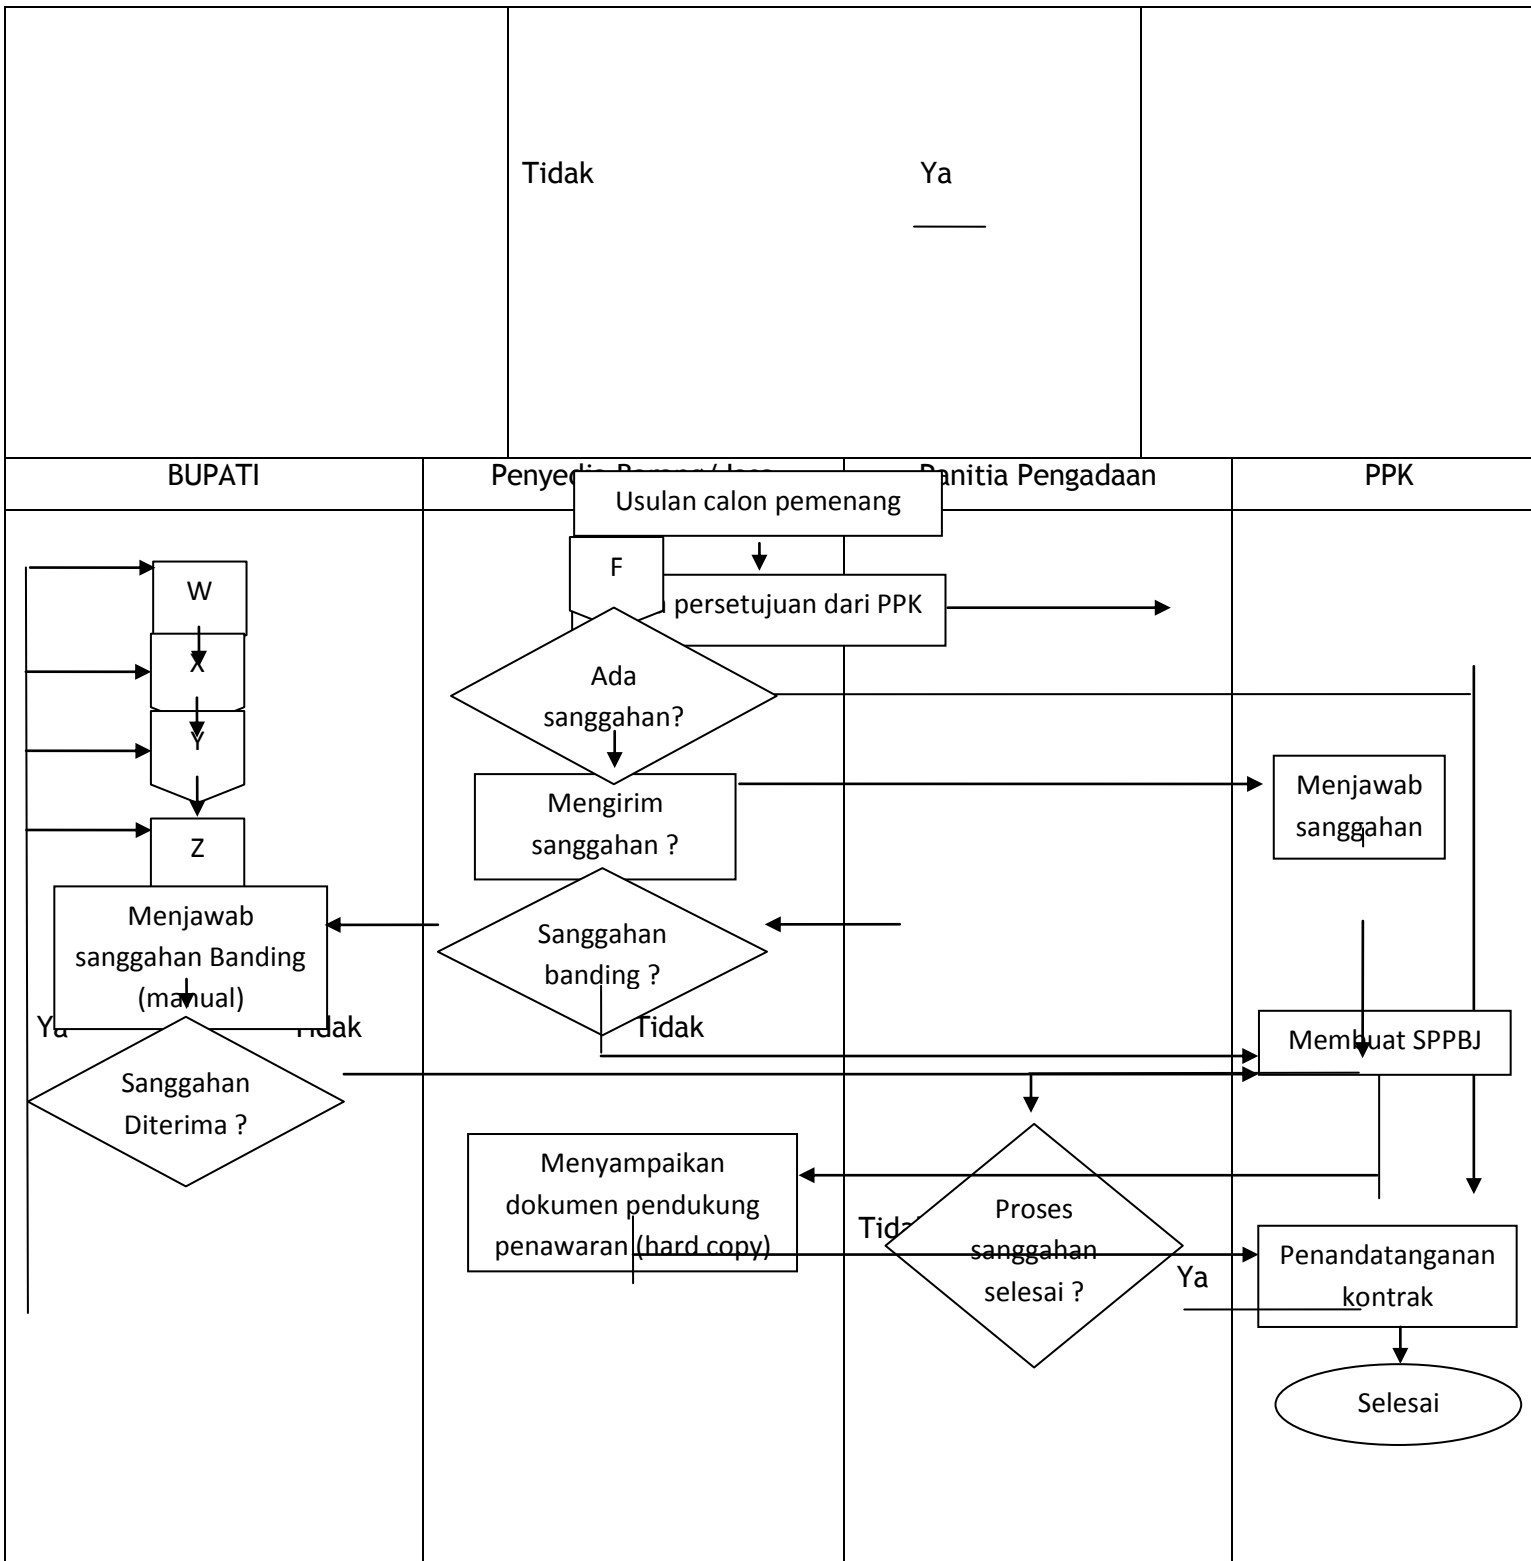 Tidak
Ya
BUPATI
Panitia Pengadaan
PPK
Usulan calon pemenang
F
persetujuan dari PPK
W
X
Y
Z
Ada
sanggahan?
Mengirim
sanggahan ?
Menjawab
sanggahan
Menjawab
sanggahan Banding
(manual)
Sanggahan
banding ?
Ya
Tidak
Tidak
Membuat SPPBJ
Sanggahan
Diterima ?
Menyampaikan
dokumen pendukung
penawaran (hard copy)
Tidak
Proses
sanggahan
selesai ?
Ya
Penandatanganan
kontrak
Selesai